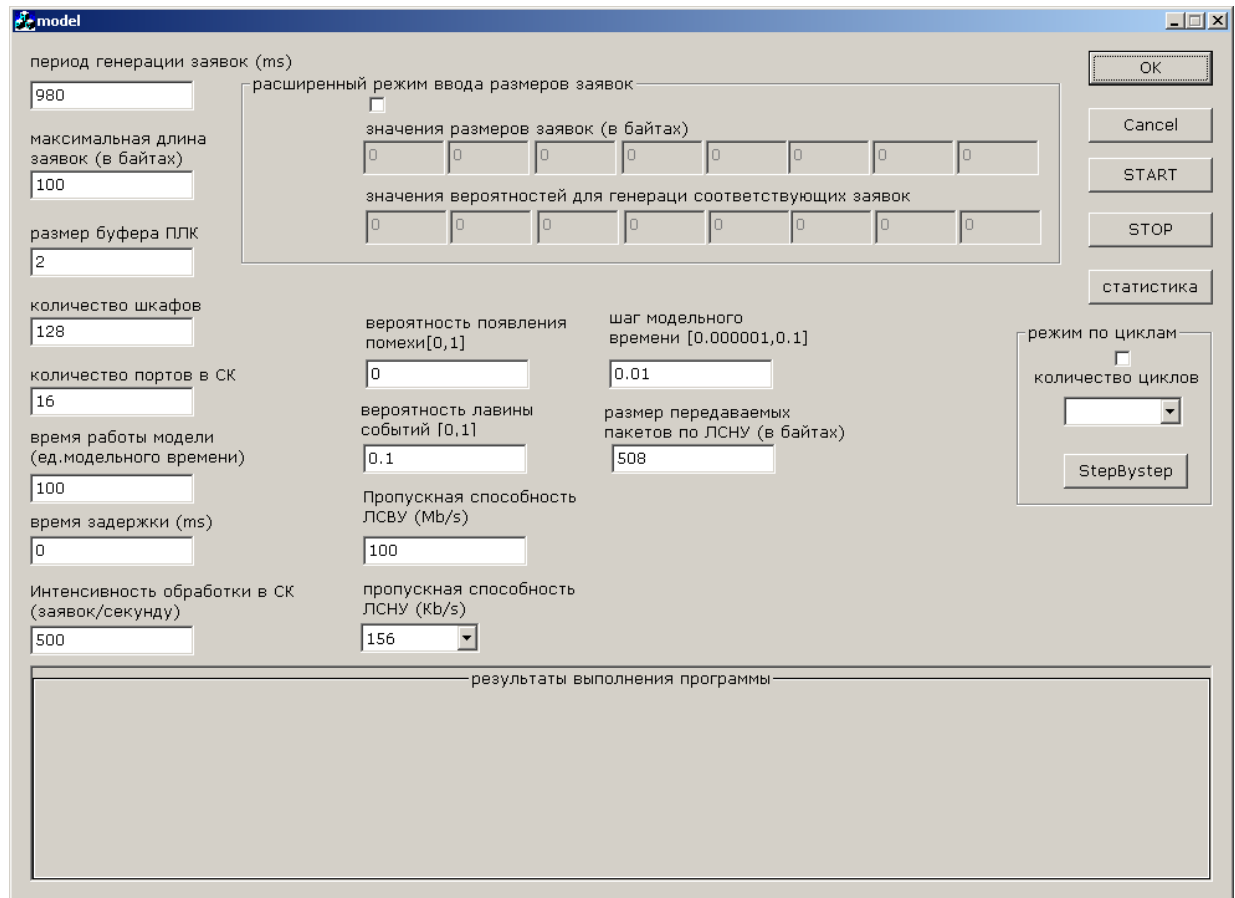 model
период генерации заявок (ms)
980
максимальная длина
заявок (в байтах)
100
размер буфера ПЛК
2
количество шкафов
128
количество портов в СК
16
время работы модели
(ед.модельного времени)
100
время задержки (ms)
0
Интенсивность обработки в СК
(заявок/секунду)
500
расширенный режим ввода размеров заявок
значения размеров заявок (в байтах)
0 0 0 0 0 0 0 0
значения вероятностей для генераци соответствующих заявок
0 0 0 0 0 0 0 0
вероятность появления
помехи[0,1]
0
вероятность лавины
событий [0,1]
0.1
Пропускная способность
ЛСВУ (Mb/s)
100
пропускная способность
ЛСНУ (Kb/s)
156
шаг модельного
времени [0.000001,0.1]
0.01
размер передаваемых
пакетов по ЛСНУ (в байтах)
508
OK
Cancel
START
STOP
статистика
режим по циклам
количество циклов
StepBystep
результаты выполнения программы